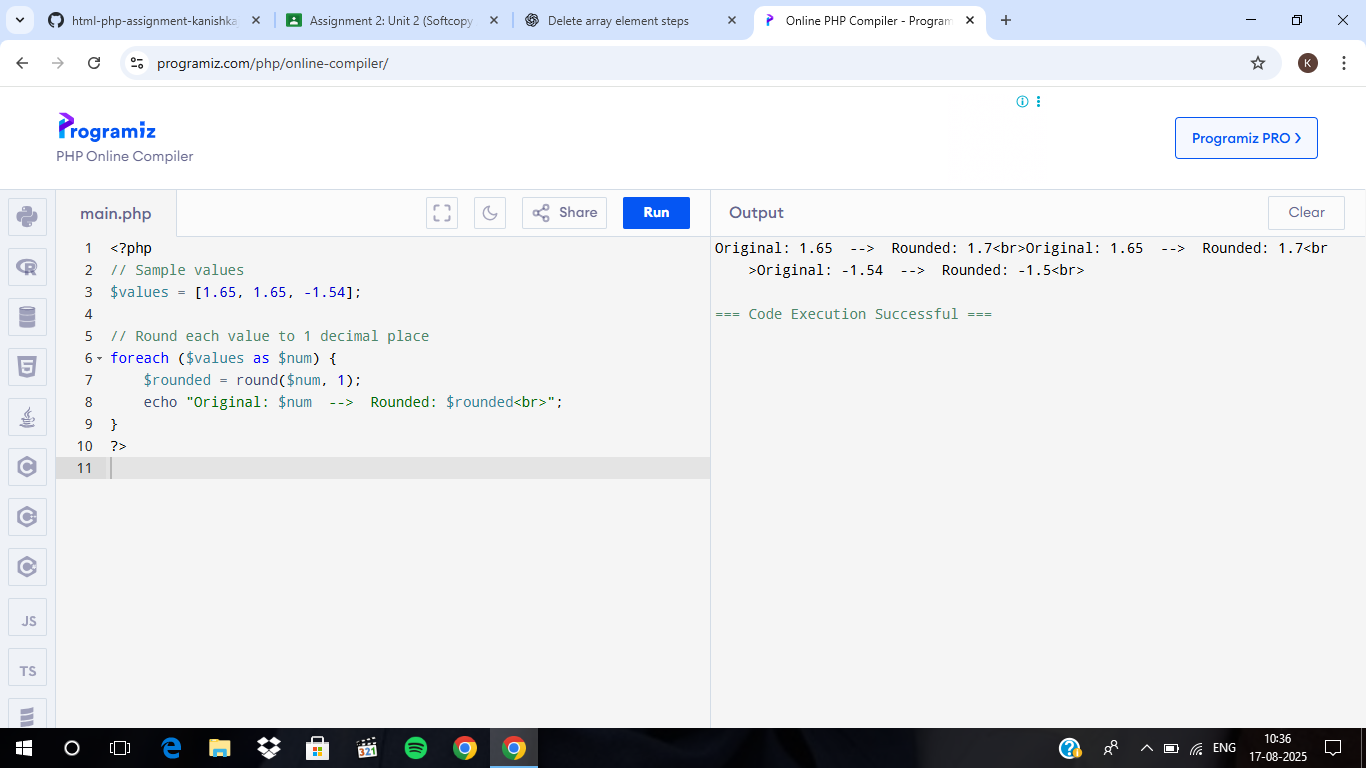 html-php-assignment-kanishka
Assignment 2: Unit 2 (Softcopy
Delete array element steps
Online PHP Compiler - Program
programiz.com/php/online-compiler/
K
Programiz
PHP Online Compiler
Programiz PRO >
main.php
Share
Run
Output
Clear
1 <?php
2 // Sample values
3 $values = [1.65, 1.65, -1.54];
4
5 // Round each value to 1 decimal place
6 foreach ($values as $num) {
7     $rounded = round($num, 1);
8     echo "Original: $num  -->  Rounded: $rounded<br>";
9 }
10 ?>
11
Original: 1.65  -->  Rounded: 1.7<br>Original: 1.65  -->  Rounded: 1.7<br
    >Original: -1.54  -->  Rounded: -1.5<br>
=== Code Execution Successful ===
JS
TS
321
ENG
10:36
17-08-2025